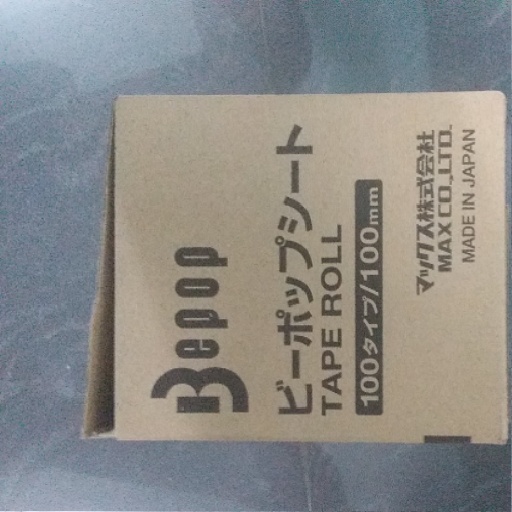 Bepop
ビーポップシート
TAPE ROLL
100タイプ/100mm
マックス株式会社
MAX CO.,LTD.
MADE IN JAPAN